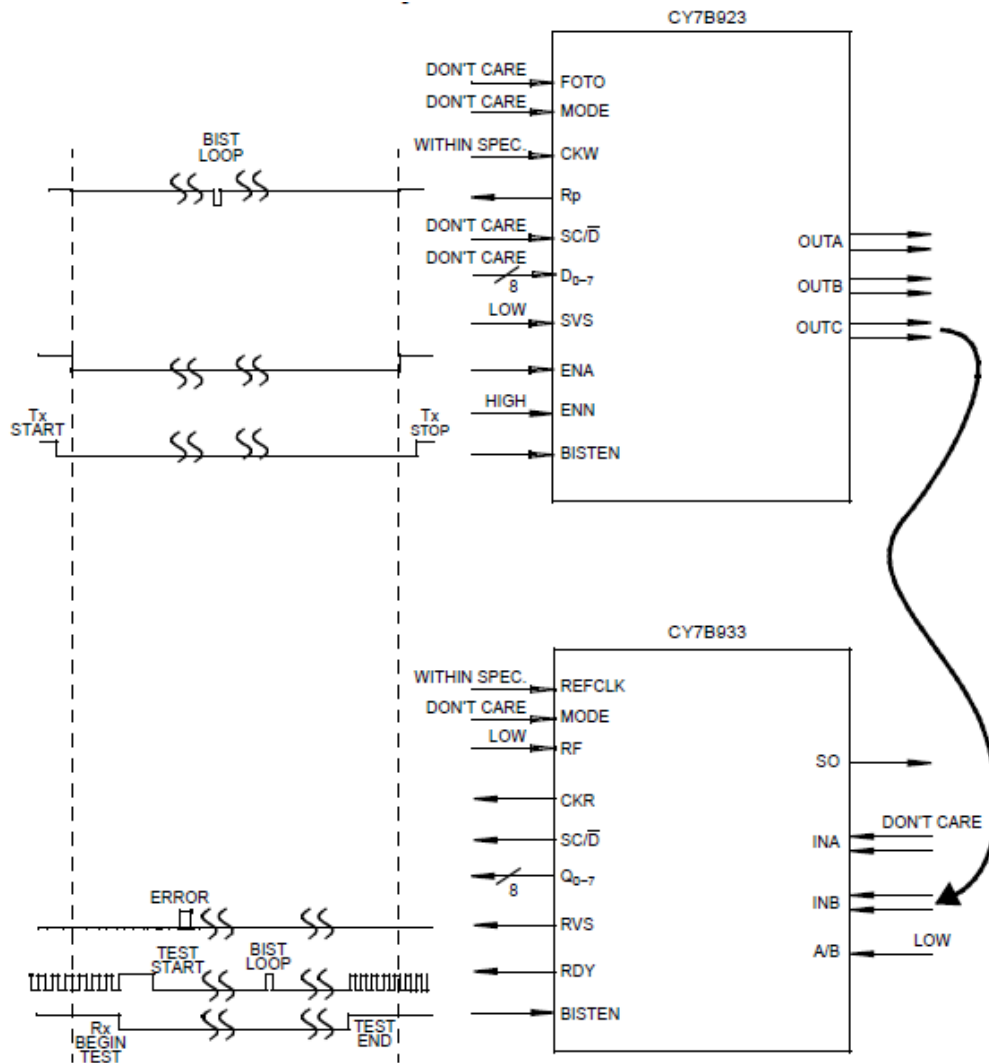 CY7B923
DON'T CARE
FOTO
DON'T CARE
MODE
WITHIN SPEC.
CKW
BIST
LOOP
Rp
DON'T CARE
SC/D̅
DON'T CARE
8
D0–7
LOW
SVS
ENA
HIGH
ENN
BISTEN
OUTA
OUTB
OUTC
Tx
START
Tx
STOP
CY7B933
WITHIN SPEC.
REFCLK
DON'T CARE
MODE
LOW
RF
CKR
SC/D̅
8
Q0–7
RVS
RDY
BISTEN
SO
DON'T CARE
INA
INB
LOW
A/B
ERROR
TEST
START
BIST
LOOP
Rx
BEGIN
TEST
TEST
END